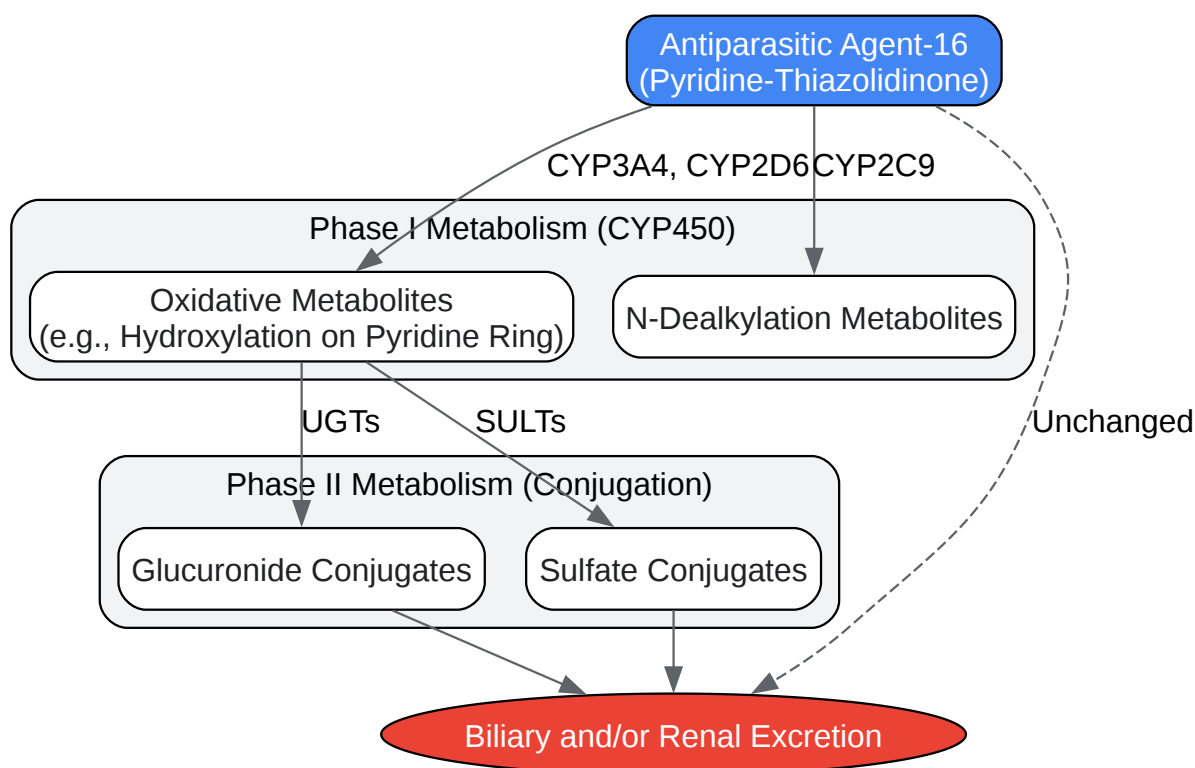 Antiparasitic Agent-16
(Pyridine-Thiazolidinone)
CYP3A4, CYP2D6
CYP2C9
Phase I Metabolism (CYP450)
Oxidative Metabolites
(e.g., Hydroxylation on Pyridine Ring)
N-Dealkylation Metabolites
UGTs
SULTs
Unchanged
Phase II Metabolism (Conjugation)
Glucuronide Conjugates
Sulfate Conjugates
Biliary and/or Renal Excretion